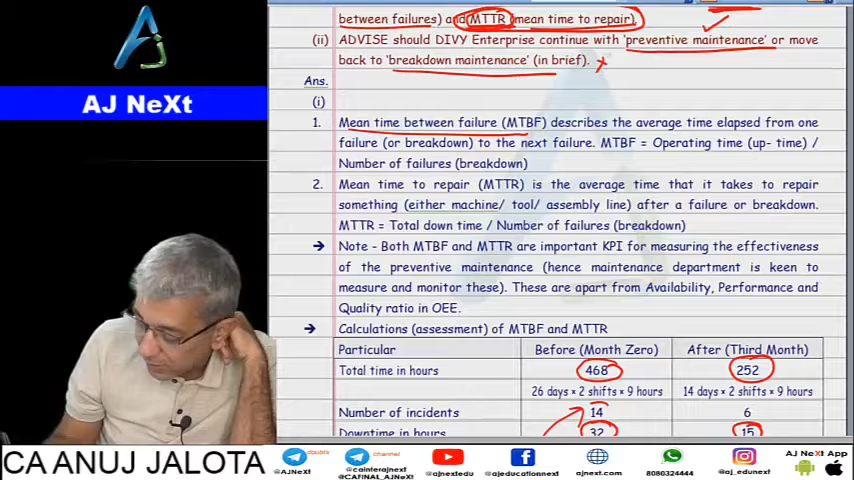 between failures) and MTTR (mean time to repair).
(ii) ADVISE should DIVY Enterprise continue with 'preventive maintenance' or move
back to 'breakdown maintenance' (in brief).
Ans.
(i)
1. Mean time between failure (MTBF) describes the average time elapsed from one
failure (or breakdown) to the next failure. MTBF = Operating time (up- time) /
Number of failures (breakdown)
2. Mean time to repair (MTTR) is the average time that it takes to repair
something (either machine/ tool/ assembly line) after a failure or breakdown.
MTTR = Total down time / Number of failures (breakdown)
→ Note - Both MTBF and MTTR are important KPI for measuring the effectiveness
of the preventive maintenance (hence maintenance department is keen to
measure and monitor these). These are apart from Availability, Performance and
Quality ratio in OEE.
→ Calculations (assessment) of MTBF and MTTR
Particular Before (Month Zero) After (Third Month)
Total time in hours 468 252
26 days × 2 shifts × 9 hours 14 days × 2 shifts × 9 hours
Number of incidents 14 6
Downtime in hours 32 15
AJ NeXt
CA ANUJ JALOTA
doubts
@AJNeXt
channel
@cainterajnext
@CAFINAL_AJNEXT
ajnextedu
ajeducationnext
ajnext.com
8080324444
@aj_edunext
AJ NeXt App